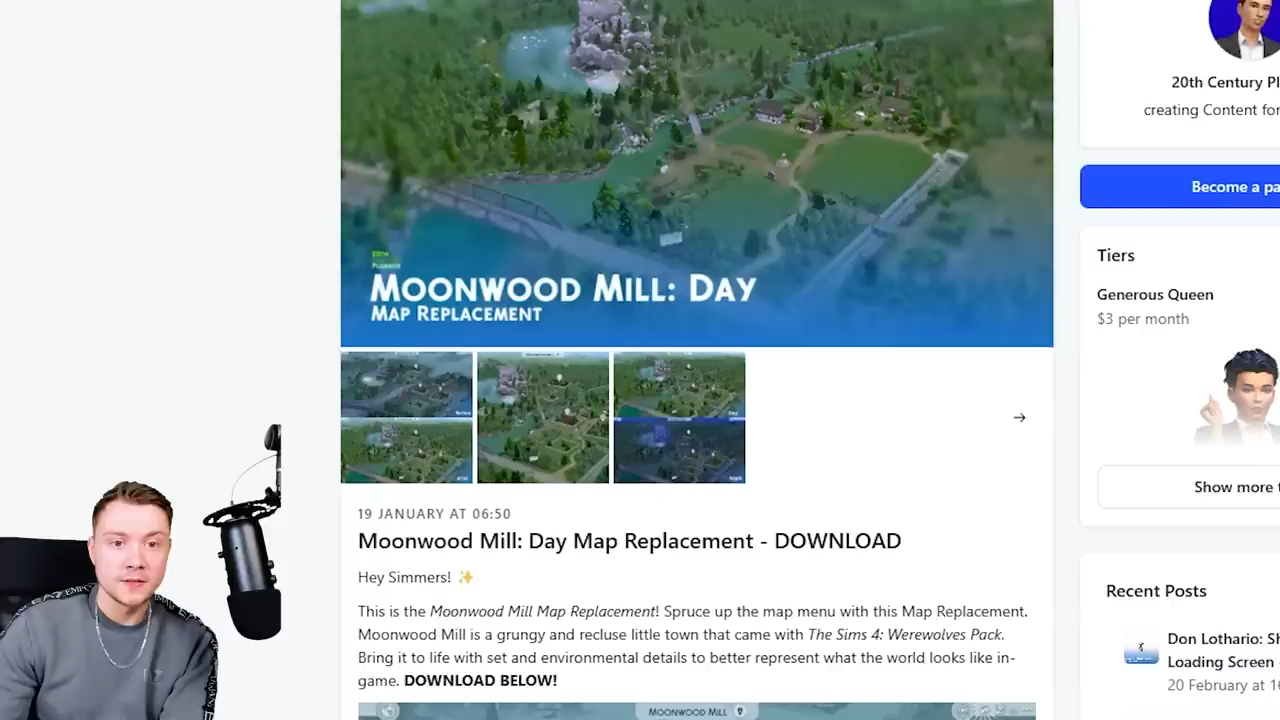 20th Century Pl
creating Content for
Become a pa
Tiers
Generous Queen
$3 per month
Show more t
Recent Posts
Don Lothario: Sh
Loading Screen -
20 February at 16
PLUMBOB
MOONWOOD MILL: DAY
MAP REPLACEMENT
19 JANUARY AT 06:50
Moonwood Mill: Day Map Replacement - DOWNLOAD
Hey Simmers! ✨
This is the Moonwood Mill Map Replacement! Spruce up the map menu with this Map Replacement.
Moonwood Mill is a grungy and recluse little town that came with The Sims 4: Werewolves Pack.
Bring it to life with set and environmental details to better represent what the world looks like in-
game. DOWNLOAD BELOW!
MOONWOOD MILL